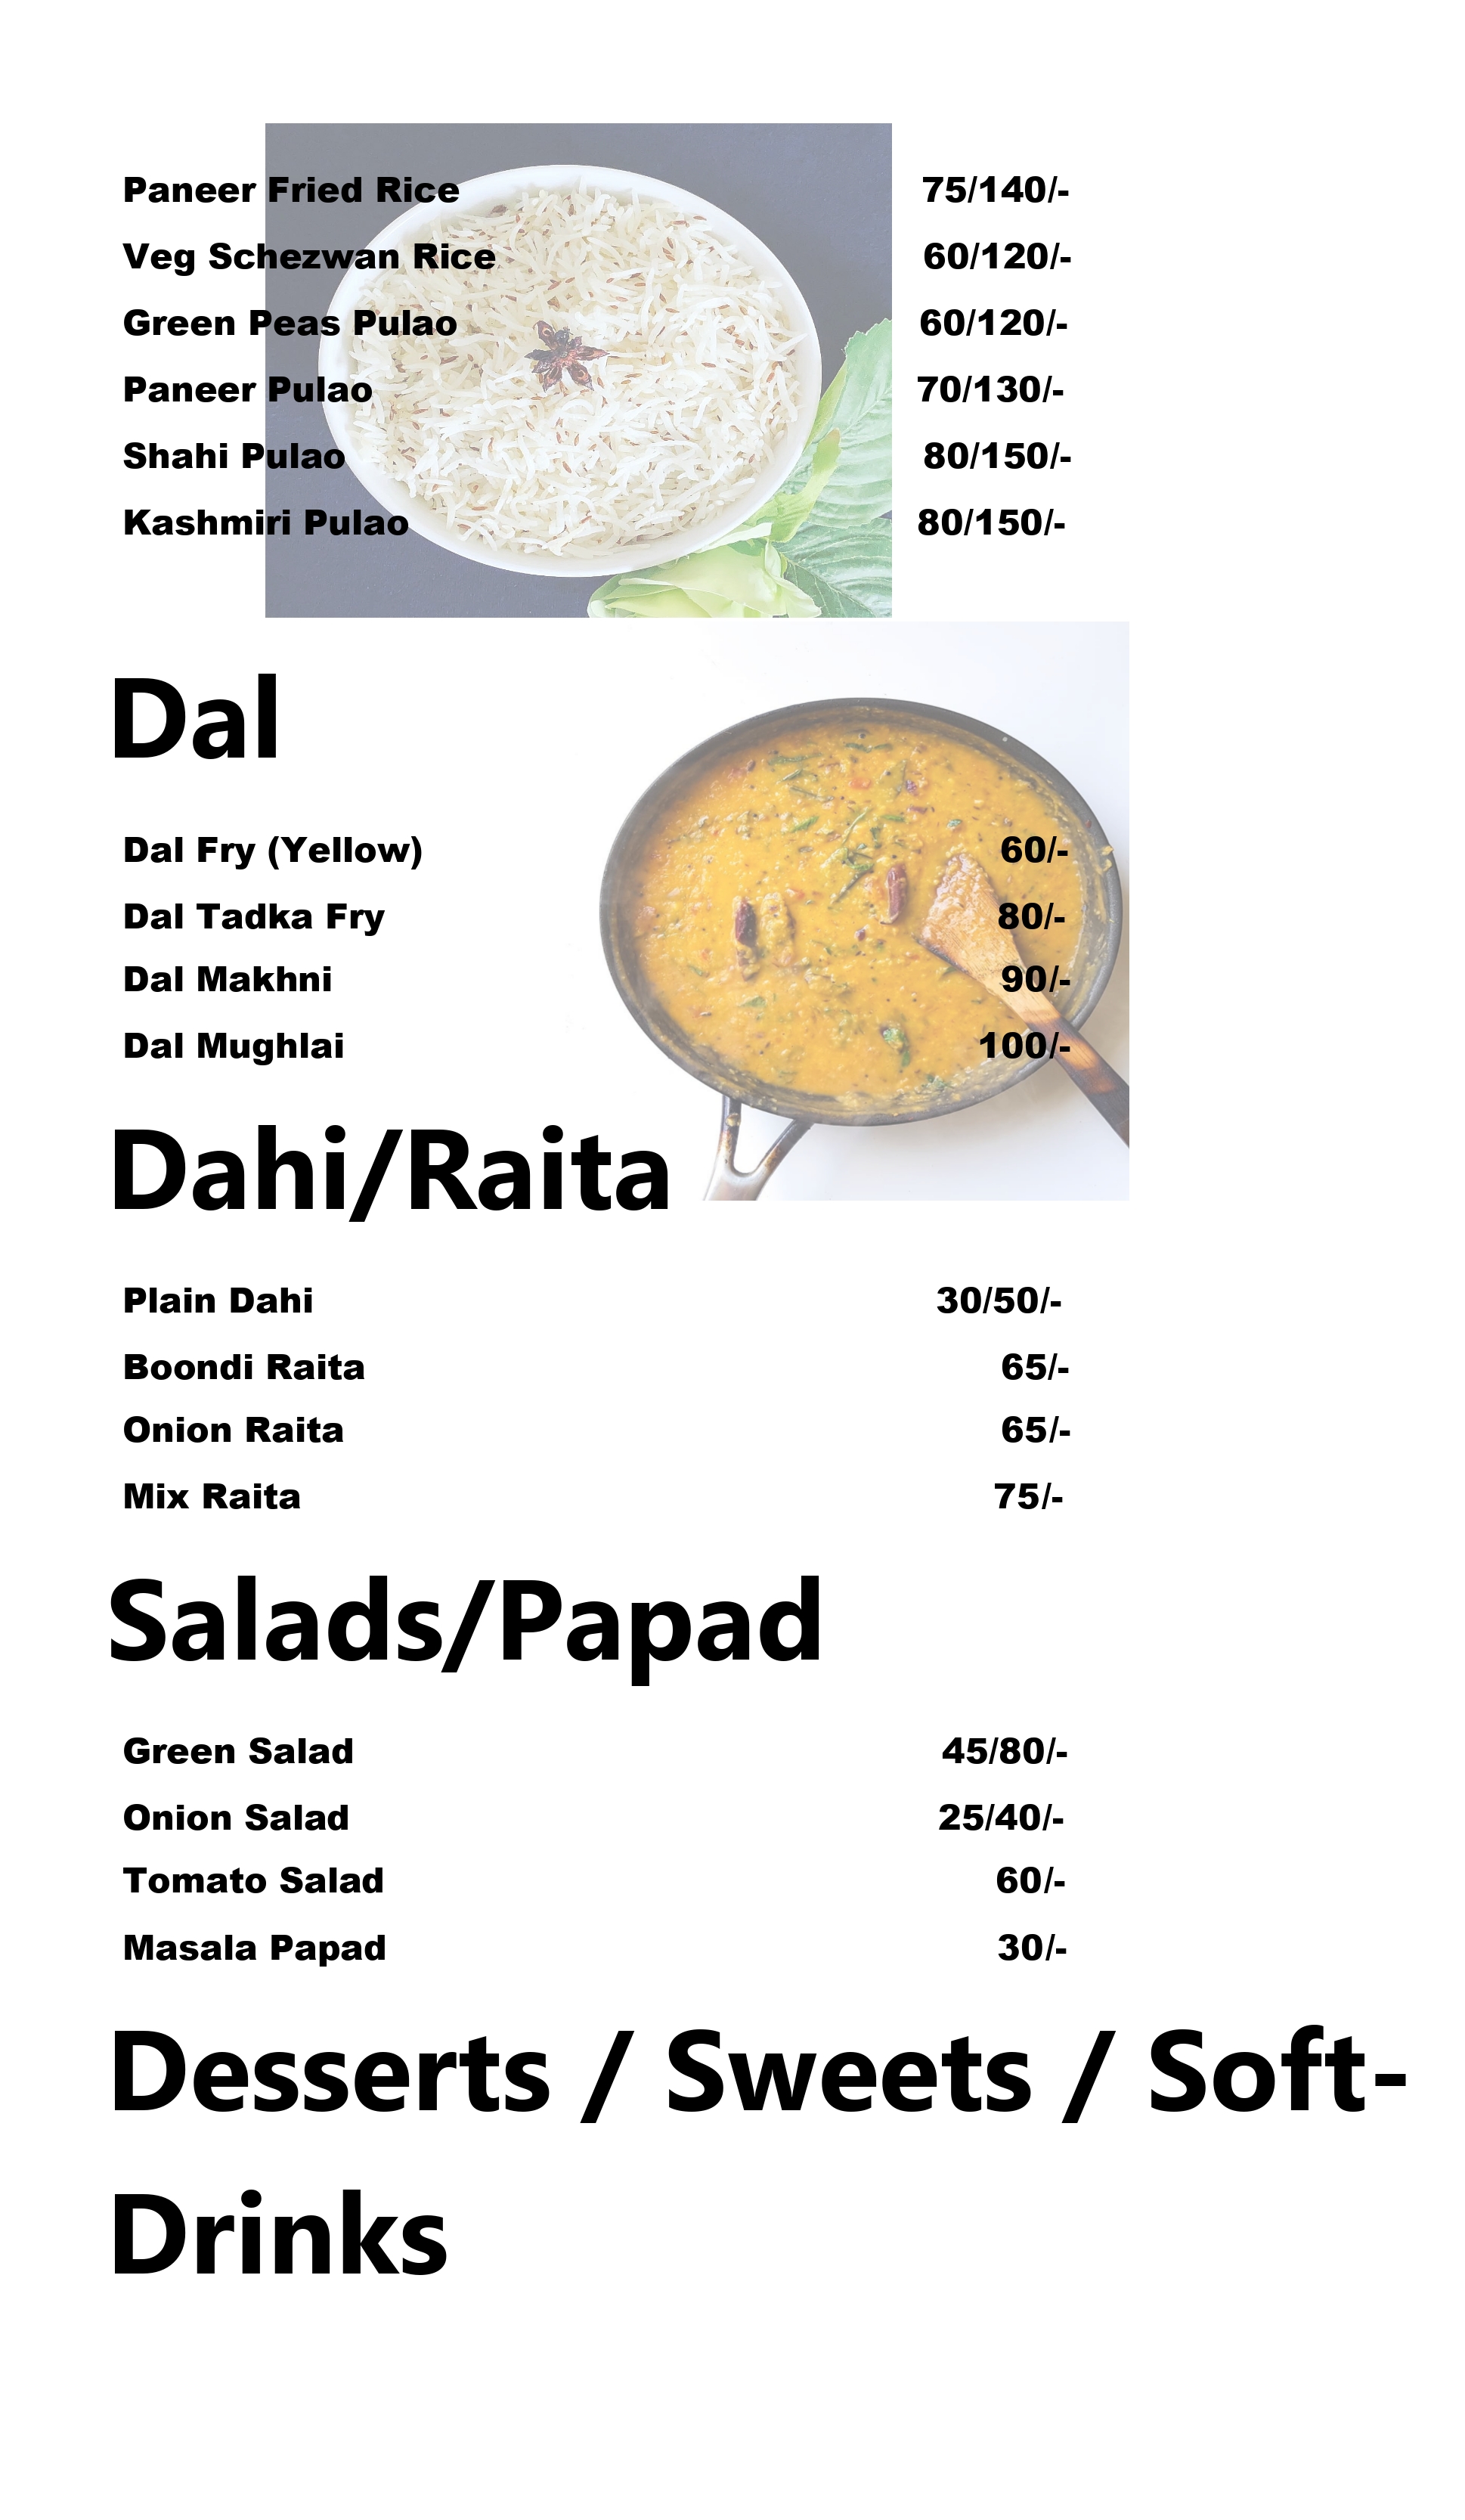 Paneer Fried Rice 75/140/-
Veg Schezwan Rice 60/120/-
Green Peas Pulao 60/120/-
Paneer Pulao 70/130/-
Shahi Pulao 80/150/-
Kashmiri Pulao 80/150/-
Dal
Dal Fry (Yellow) 60/-
Dal Tadka Fry 80/-
Dal Makhni 90/-
Dal Mughlai 100/-
Dahi/Raita
Plain Dahi 30/50/-
Boondi Raita 65/-
Onion Raita 65/-
Mix Raita 75/-
Salads/Papad
Green Salad 45/80/-
Onion Salad 25/40/-
Tomato Salad 60/-
Masala Papad 30/-
Desserts / Sweets / Soft-
Drinks